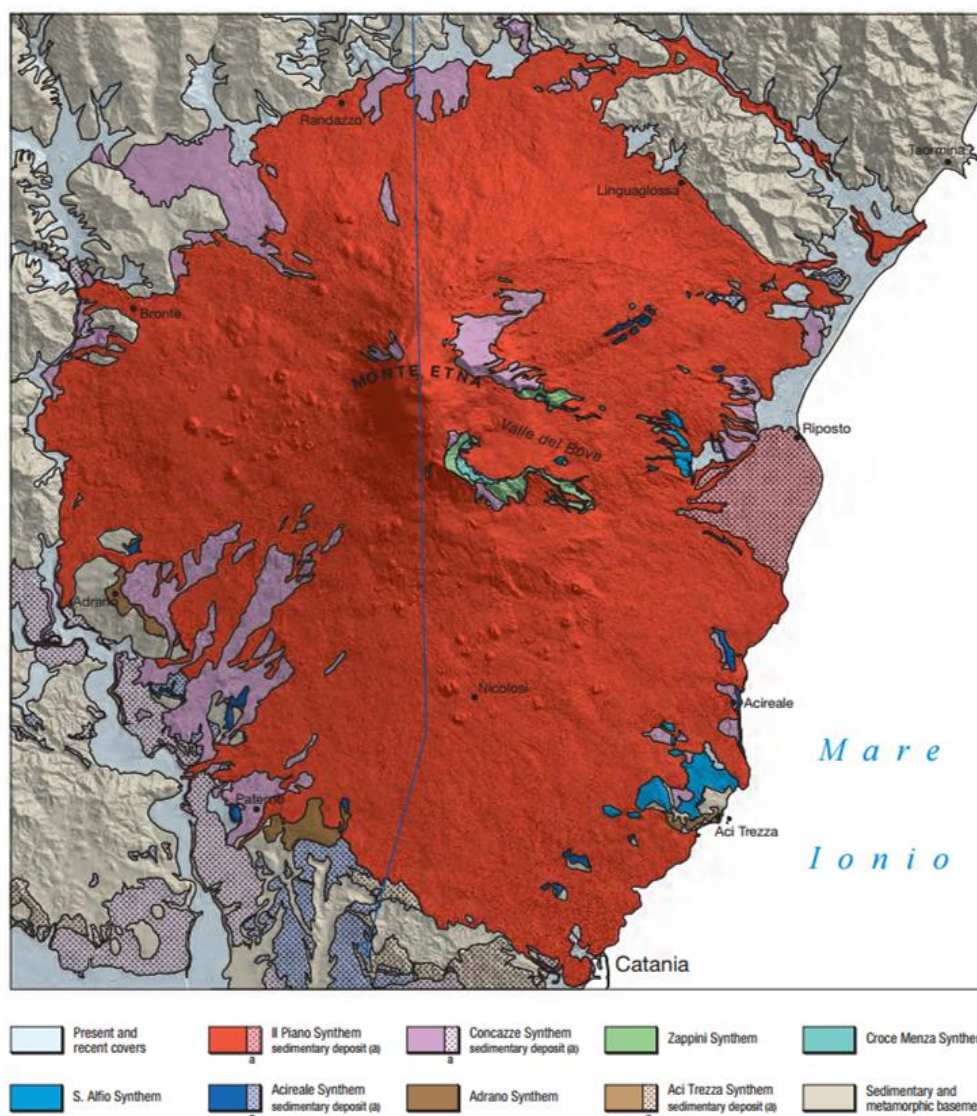 Randazzo
Taormina
Linguaglossa
Bronte
MONTE ETNA
Valle del Bove
Riposto
Adrano
Nicolosi
Acireale
Mare
Paternò
Aci Trezza
Ionio
Catania
Present and
recent covers
Il Piano Synthem
sedimentary deposit (a)
a
Concazze Synthem
sedimentary deposit (a)
a
Zappini Synthem
Croce Menza Synthem
S. Alfio Synthem
Acireale Synthem
sedimentary deposit (a)
Adrano Synthem
Aci Trezza Synthem
sedimentary deposit (a)
Sedimentary and
metamorphic baseme